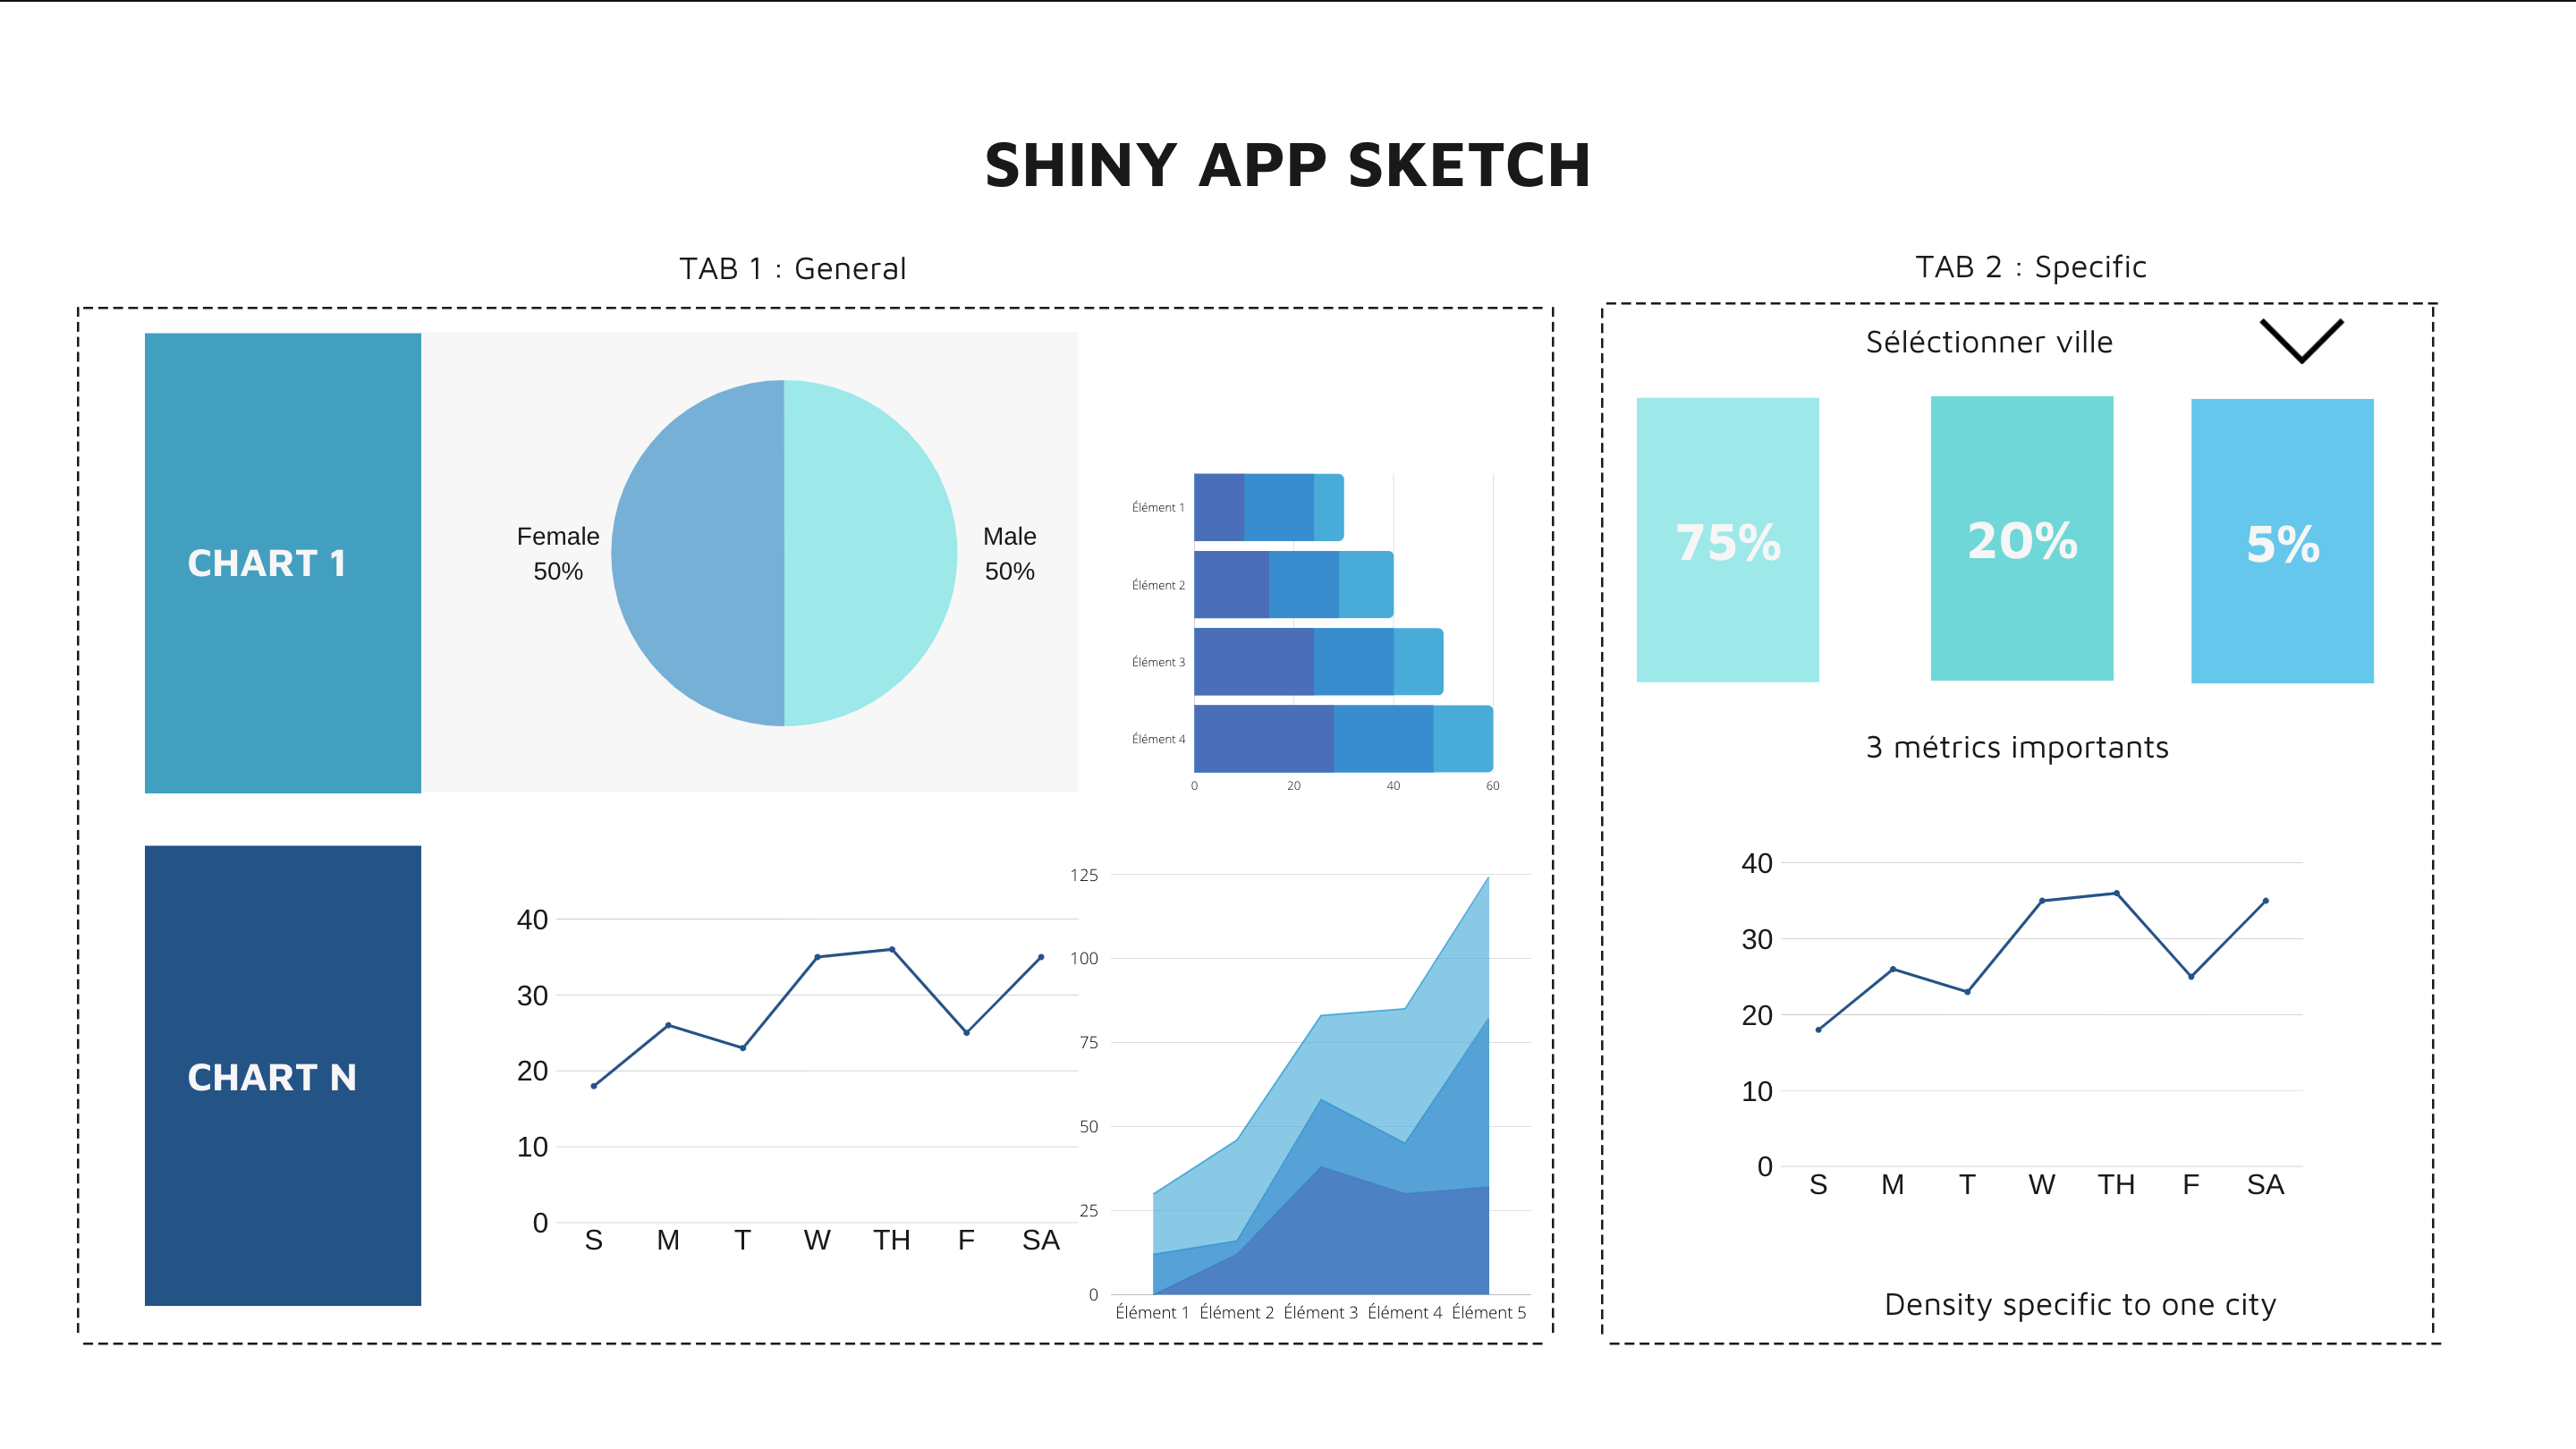 SHINY APP SKETCH
TAB 1 : General
CHART 1
Female
50%
Male
50%
Élément 1
Élément 2
Élément 3
Élément 4
0 20 40 60
CHART N
40
30
20
10
0
S M T W TH F SA
125
100
75
50
25
0
Élément 1 Élément 2 Élément 3 Élément 4 Élément 5
TAB 2 : Specific
Séléctionner ville
75% 20% 5%
3 métrics importants
40
30
20
10
0
S M T W TH F SA
Density specific to one city